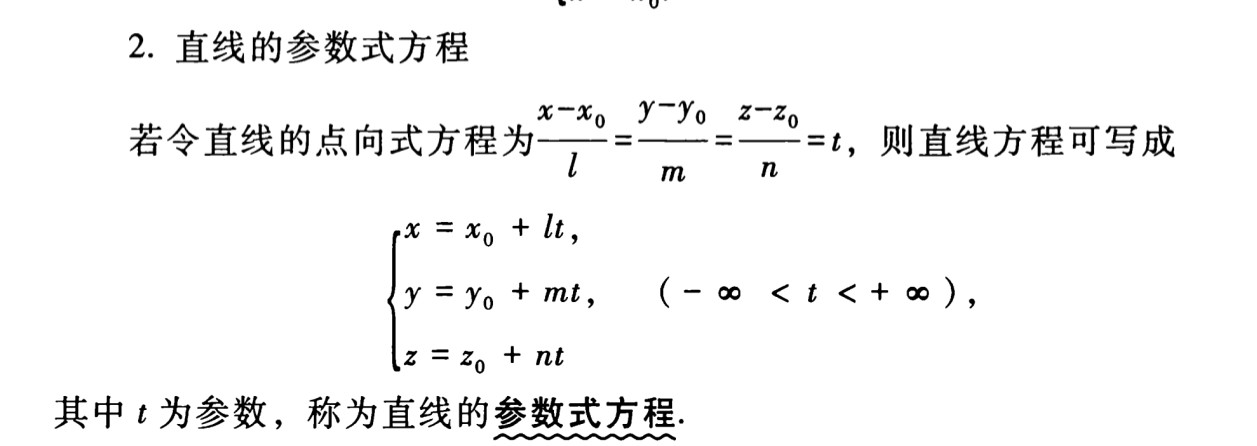 2. 直线的参数式方程
若令直线的点向式方程为$\frac{x-x_0}{l}=\frac{y-y_0}{m}=\frac{z-z_0}{n}=t$，则直线方程可写成
$\begin{cases} x = x_0 + lt, \\ y = y_0 + mt, \\ z = z_0 + nt \end{cases} (-\infty < t < +\infty),$
其中 t 为参数，称为直线的参数式方程.